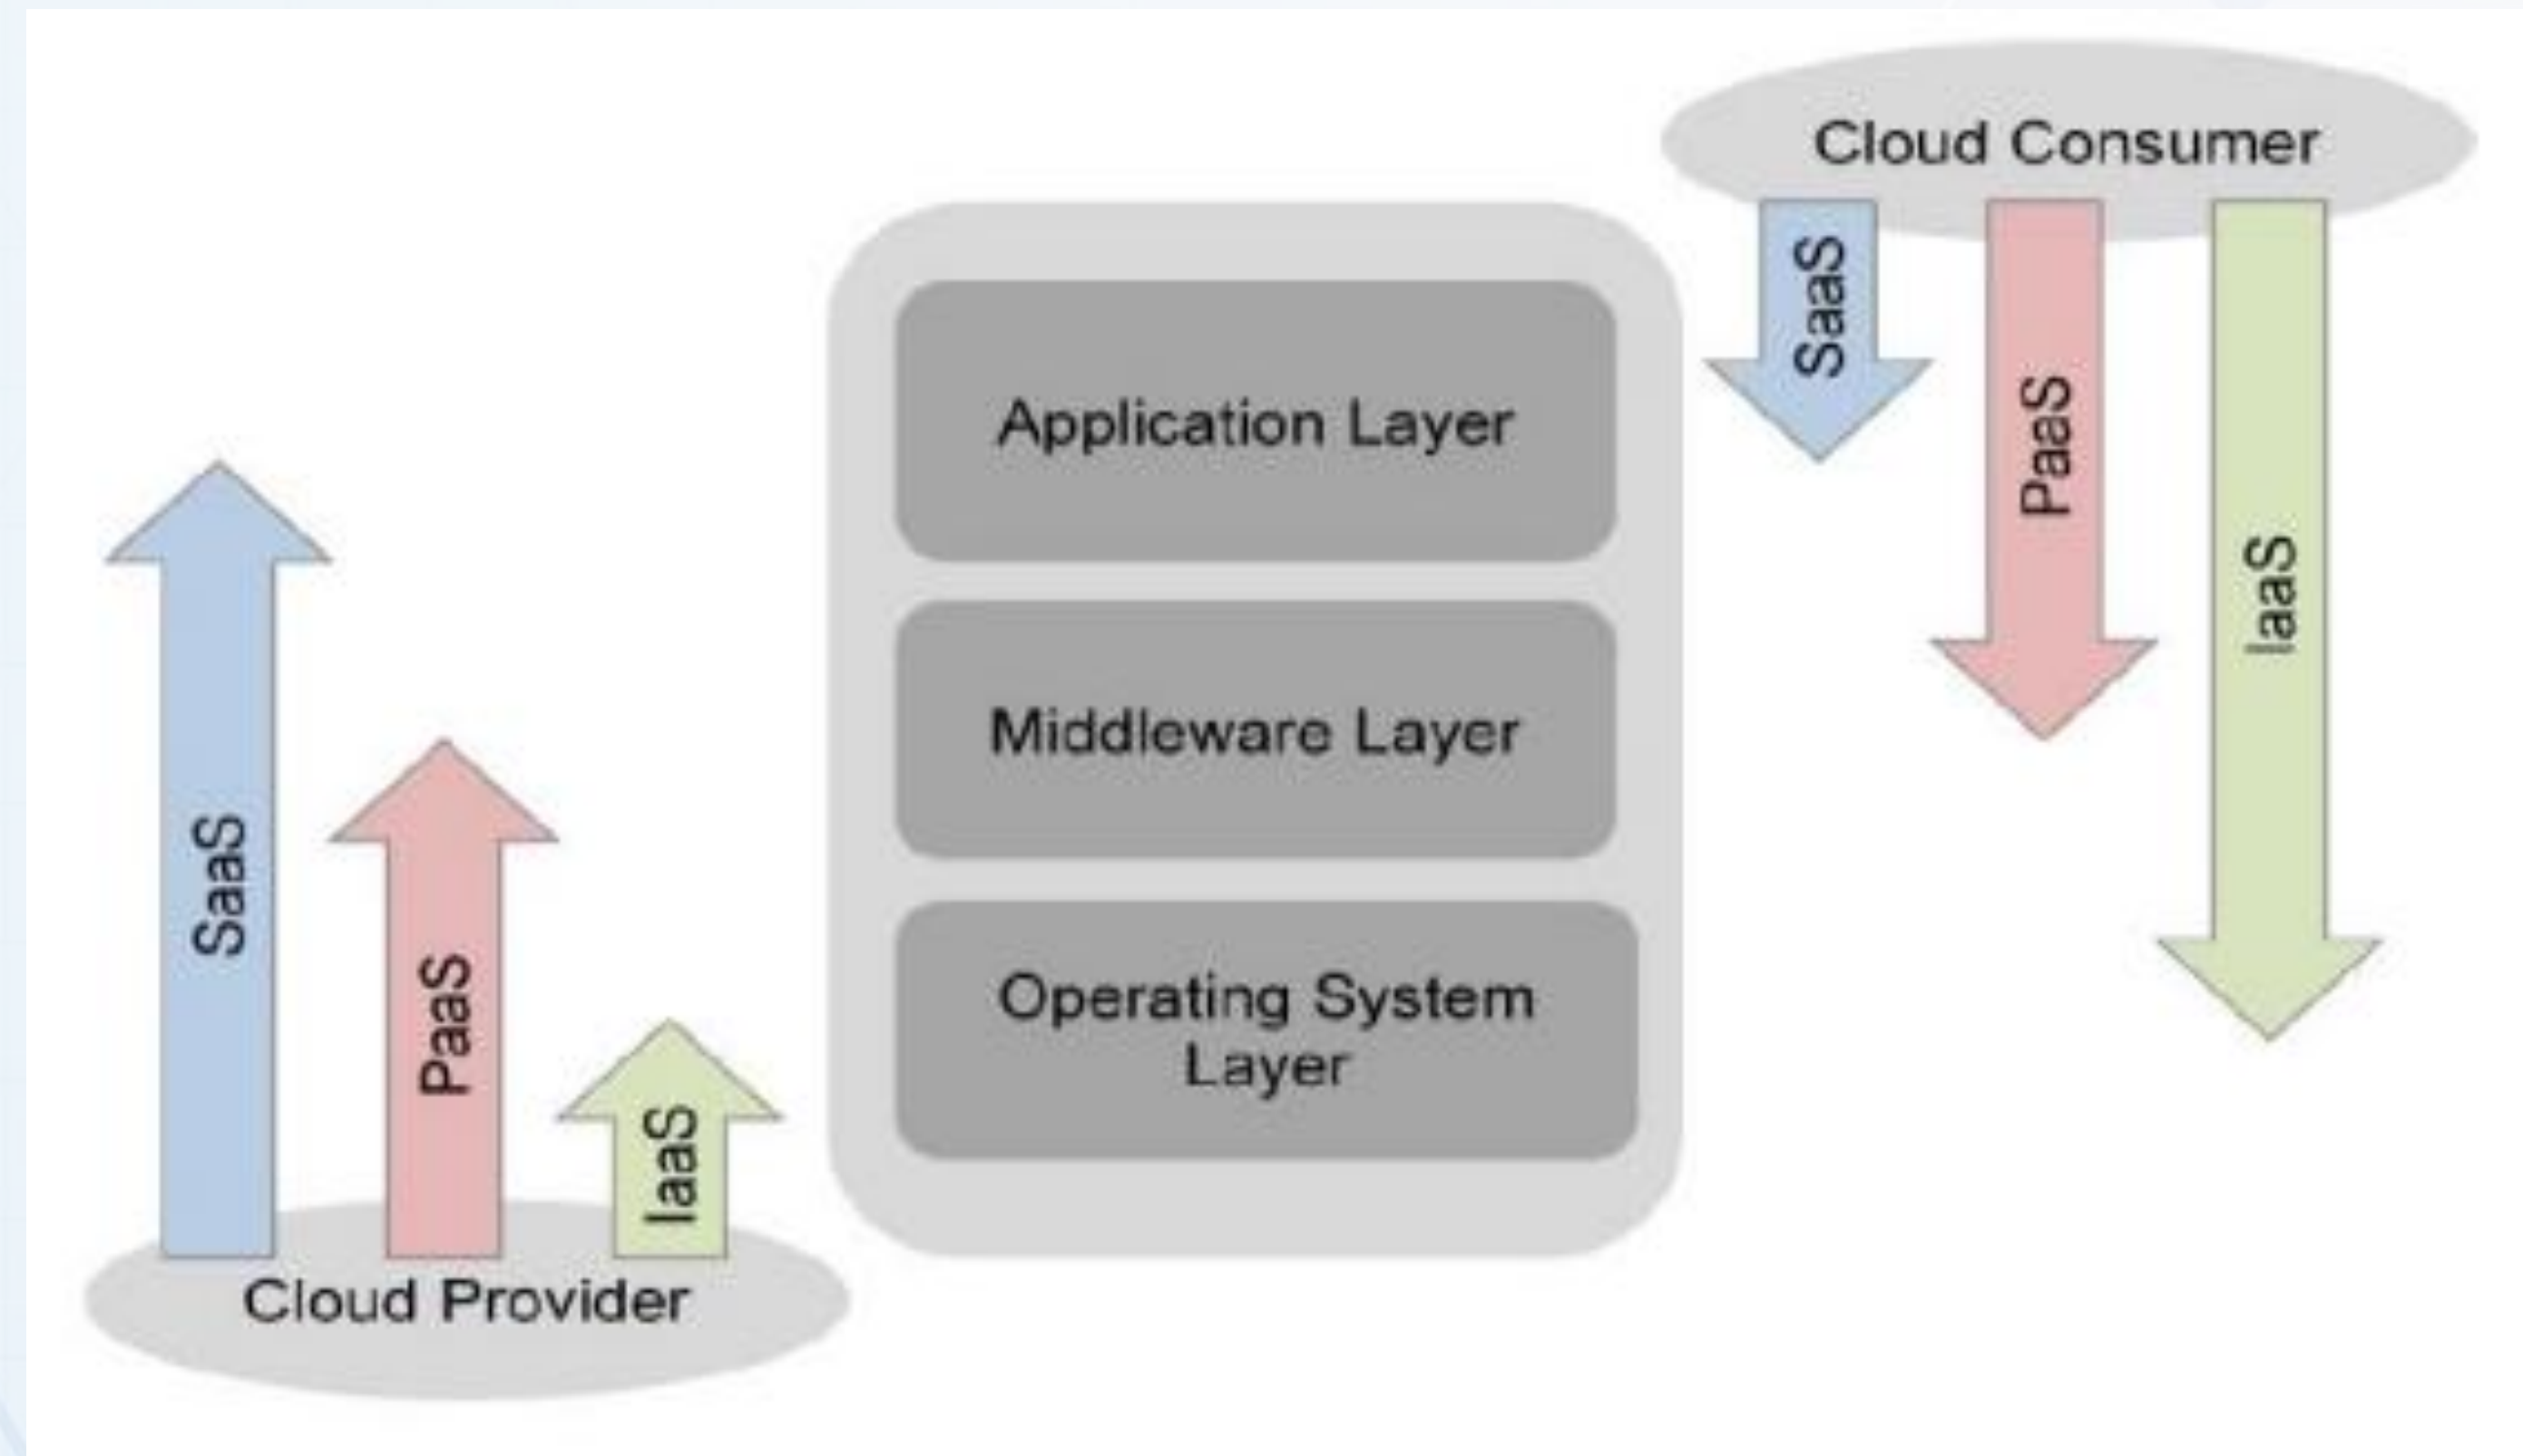 Cloud Consumer
SaaS
PaaS
IaaS
Application Layer
Middleware Layer
Operating System
Layer
SaaS
PaaS
IaaS
Cloud Provider